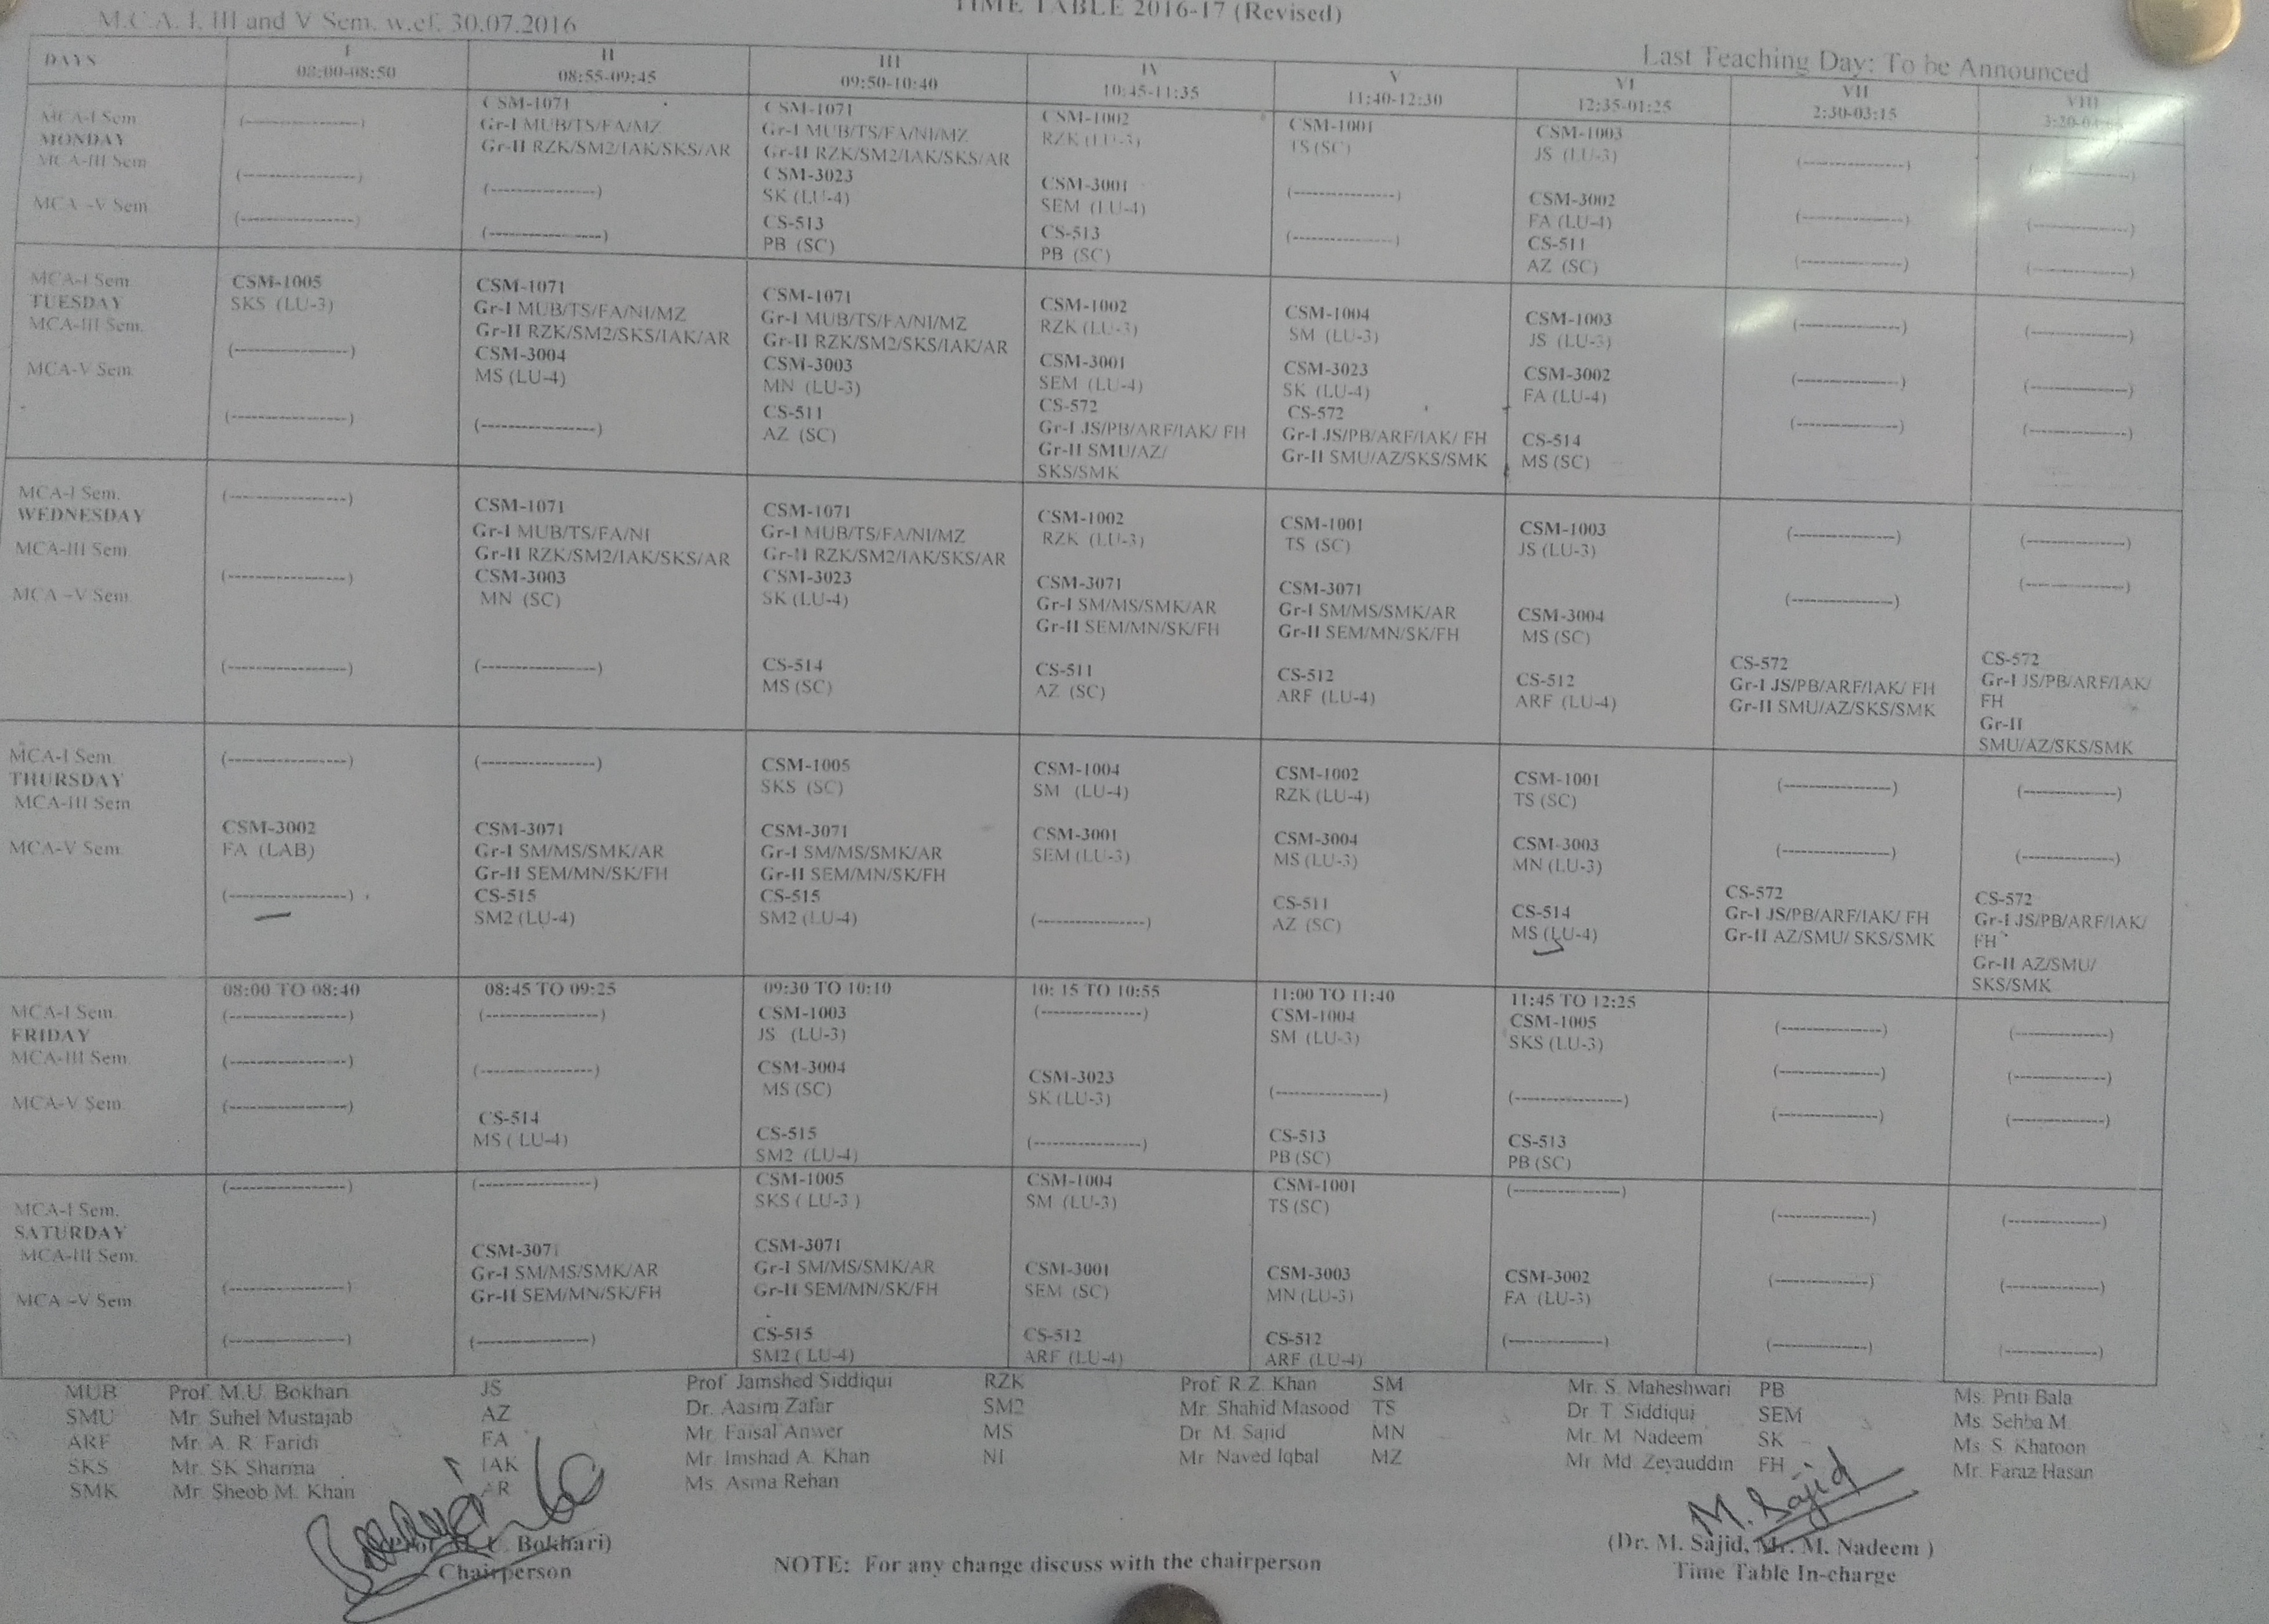 TIME TABLE 2016-17 (Revised)
M.C.A. I, III and V Sem. w.ef. 30.07.2016
Last Teaching Day: To be Announced
DAYS
I
08:00-08:50
II
08:55-09:45
III
09:50-10:40
IV
10:45-11:35
V
11:40-12:30
VI
12:35-01:25
VII
2:30-03:15
VIII
MCA-I Sem.
MONDAY
MCA-III Sem
MCA –V Sem
(----------------)
(----------------)
(----------------)
CSM-1071
Gr-I MUB/TS/FA/MZ
Gr-II RZK/SM2/IAK/SKS/AR
(----------------)
(----------------)
CSM-1071
Gr-I MUB/TS/FA/NI/MZ
Gr-II RZK/SM2/IAK/SKS/AR
CSM-3023
SK (LU-4)
CS-513
PB (SC)
CSM-1002
RZK (LU-3)
CSM-3001
SEM (LU-4)
CS-513
PB (SC)
CSM-1001
TS (SC)
(----------------)
(----------------)
CSM-1003
JS (LU-3)
CSM-3002
FA (LU-4)
CS-511
AZ (SC)
(----------------)
(----------------)
(----------------)
(----------------)
(----------------)
(----------------)
MCA-I Sem.
TUESDAY
MCA-III Sem.
MCA-V Sem.
CSM-1005
SKS (LU-3)
(----------------)
(----------------)
CSM-1071
Gr-I MUB/TS/FA/NI/MZ
Gr-II RZK/SM2/SKS/IAK/AR
CSM-3004
MS (LU-4)
(----------------)
CSM-1071
Gr-I MUB/TS/FA/NI/MZ
Gr-II RZK/SM2/SKS/IAK/AR
CSM-3003
MN (LU-3)
CS-511
AZ (SC)
CSM-1002
RZK (LU-3)
CSM-3001
SEM (LU-4)
CS-572
Gr-I JS/PB/ARF/IAK/ FH
Gr-II SMU/AZ/
SKS/SMK
CSM-1004
SM (LU-3)
CSM-3023
SK (LU-4)
CS-572
Gr-I JS/PB/ARF/IAK/ FH
Gr-II SMU/AZ/SKS/SMK
CSM-1003
JS (LU-3)
CSM-3002
FA (LU-4)
CS-514
MS (SC)
(----------------)
(----------------)
(----------------)
(----------------)
(----------------)
(----------------)
MCA-I Sem.
WEDNESDAY
MCA-III Sem.
MCA –V Sem.
(----------------)
(----------------)
(----------------)
CSM-1071
Gr-I MUB/TS/FA/NI
Gr-II RZK/SM2/IAK/SKS/AR
CSM-3003
MN (SC)
(----------------)
CSM-1071
Gr-I MUB/TS/FA/NI/MZ
Gr-II RZK/SM2/IAK/SKS/AR
CSM-3023
SK (LU-4)
CS-514
MS (SC)
CSM-1002
RZK (LU-3)
CSM-3071
Gr-I SM/MS/SMK/AR
Gr-II SEM/MN/SK/FH
CS-511
AZ (SC)
CSM-1001
TS (SC)
CSM-3071
Gr-I SM/MS/SMK/AR
Gr-II SEM/MN/SK/FH
CS-512
ARF (LU-4)
CSM-1003
JS (LU-3)
CSM-3004
MS (SC)
CS-512
ARF (LU-4)
(----------------)
(----------------)
CS-572
Gr-I JS/PB/ARF/IAK/ FH
Gr-II SMU/AZ/SKS/SMK
(----------------)
(----------------)
CS-572
Gr-I JS/PB/ARF/IAK/
FH
Gr-II
SMU/AZ/SKS/SMK
MCA-I Sem.
THURSDAY
MCA-III Sem
MCA-V Sem.
(----------------)
CSM-3002
FA (LAB)
(----------------)
(----------------)
CSM-3071
Gr-I SM/MS/SMK/AR
Gr-II SEM/MN/SK/FH
CS-515
SM2 (LU-4)
CSM-1005
SKS (SC)
CSM-3071
Gr-I SM/MS/SMK/AR
Gr-II SEM/MN/SK/FH
CS-515
SM2 (LU-4)
CSM-1004
SM (LU-4)
CSM-3001
SEM (LU-3)
(----------------)
CSM-1002
RZK (LU-4)
CSM-3004
MS (LU-3)
CS-511
AZ (SC)
CSM-1001
TS (SC)
CSM-3003
MN (LU-3)
CS-514
MS (LU-4)
(----------------)
(----------------)
CS-572
Gr-I JS/PB/ARF/IAK/ FH
Gr-II AZ/SMU/ SKS/SMK
(----------------)
(----------------)
CS-572
Gr-I JS/PB/ARF/IAK/
FH
Gr-II AZ/SMU/
SKS/SMK
MCA-I Sem.
FRIDAY
MCA-III Sem.
MCA-V Sem.
08:00 TO 08:40
(----------------)
(----------------)
(----------------)
08:45 TO 09:25
(----------------)
(----------------)
CS-514
MS ( LU-4)
09:30 TO 10:10
CSM-1003
JS (LU-3)
CSM-3004
MS (SC)
CS-515
SM2 (LU-4)
10: 15 TO 10:55
(----------------)
CSM-3023
SK (LU-3)
(----------------)
11:00 TO 11:40
CSM-1004
SM (LU-3)
(----------------)
CS-513
PB (SC)
11:45 TO 12:25
CSM-1005
SKS (LU-3)
(----------------)
CS-513
PB (SC)
(----------------)
(----------------)
(----------------)
(----------------)
(----------------)
(----------------)
MCA-I Sem.
SATURDAY
MCA-III Sem.
MCA –V Sem.
(----------------)
(----------------)
(----------------)
(----------------)
CSM-3071
Gr-I SM/MS/SMK/AR
Gr-II SEM/MN/SK/FH
(----------------)
CSM-1005
SKS ( LU-3 )
CSM-3071
Gr-I SM/MS/SMK/AR
Gr-II SEM/MN/SK/FH
CS-515
SM2 ( LU-4)
CSM-1004
SM (LU-3)
CSM-3001
SEM (SC)
CS-512
ARF (LU-4)
CSM-1001
TS (SC)
CSM-3003
MN (LU-3)
CS-512
ARF (LU-4)
(----------------)
CSM-3002
FA (LU-3)
(----------------)
(----------------)
(----------------)
(----------------)
(----------------)
(----------------)
(----------------)
MUB Prof. M.U. Bokhari JS Prof Jamshed Siddiqui RZK Prof. R.Z. Khan SM Mr. S. Maheshwari PB Ms. Priti Bala
SMU Mr. Suhel Mustajab AZ Dr. Aasim Zafar SM2 Mr. Shahid Masood TS Dr T. Siddiqui SEM Ms. Sehba M.
ARF Mr. A. R. Faridi FA Mr. Faisal Anwer MS Dr M. Sajid MN Mr. M. Nadeem SK Ms. S. Khatoon
SKS Mr. SK Sharma IAK Mr. Imshad A. Khan NI Mr. Naved Iqbal MZ Mr. Md. Zeyauddin FH Mr. Faraz Hasan
SMK Mr. Sheob M. Khan AR Ms. Asma Rehan
M. Sajid
U. Bokhari)
Chairperson
NOTE: For any change discuss with the chairperson
(Dr. M. Sajid, Mr. M. Nadeem )
Time Table In-charge